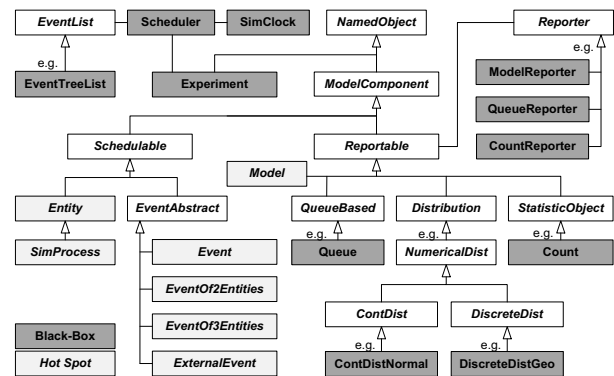 EventList Scheduler SimClock NamedObject Reporter
e.g. e.g.
EventTreeList Experiment ModelComponent ModelReporter
QueueReporter
Schedulable Reportable CountReporter
Model
Entity EventAbstract QueueBased Distribution StatisticObject
e.g. e.g. e.g.
SimProcess Event Queue NumericalDist Count
EventOf2Entities
EventOf3Entities ContDist DiscreteDist
Black-Box e.g. e.g.
Hot Spot ExternalEvent ContDistNormal DiscreteDistGeo